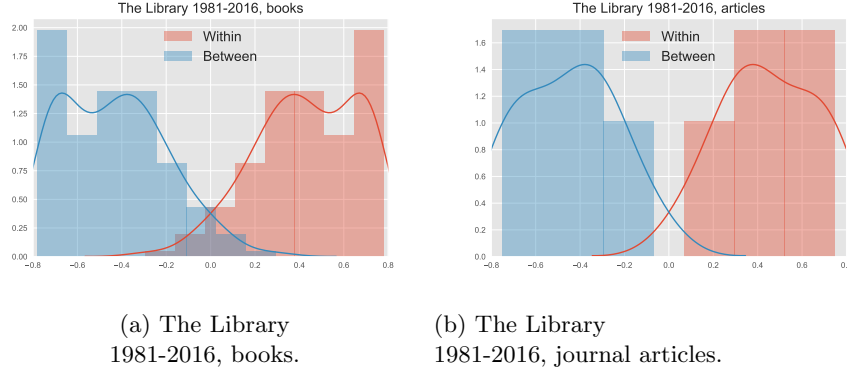 The Library 1981-2016, books
Within
Between
2.00
1.75
1.50
1.25
1.00
0.75
0.50
0.25
0.00
−0.8 −0.6 −0.4 −0.2 0.0 0.2 0.4 0.6 0.8
The Library 1981-2016, articles
Within
Between
1.6
1.4
1.2
1.0
0.8
0.6
0.4
0.2
0.0
−0.8 −0.6 −0.4 −0.2 0.0 0.2 0.4 0.6 0.8
(a) The Library
1981-2016, books.
(b) The Library
1981-2016, journal articles.